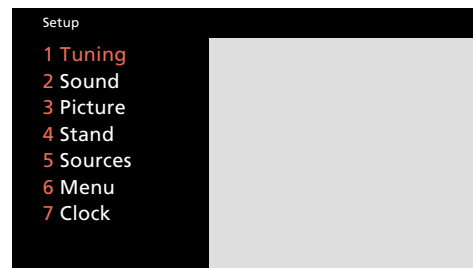 Setup
1 Tuning
2 Sound
3 Picture
4 Stand
5 Sources
6 Menu
7 Clock